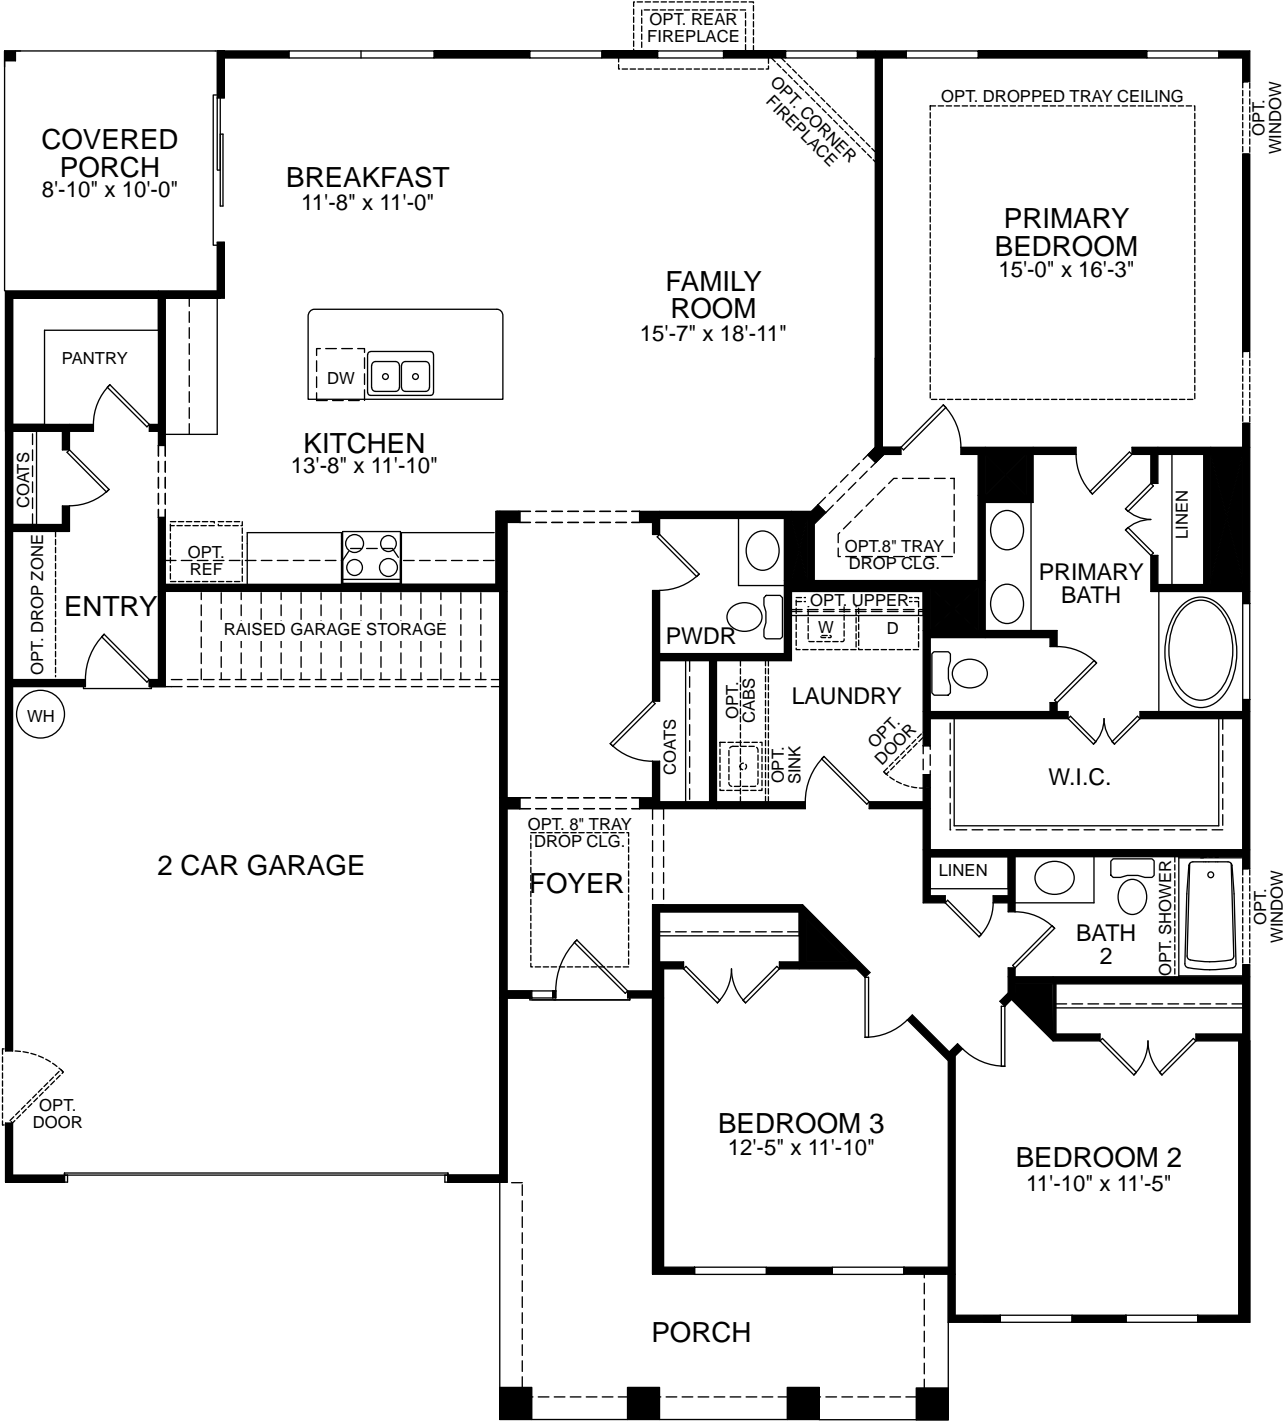 OPT. REAR
FIREPLACE
OPT. CORNER
FIREPLACE
OPT. DROPPED TRAY CEILING
OPT.
WINDOW
COVERED
PORCH
8'-10" x 10'-0"
BREAKFAST
11'-8" x 11'-0"
PRIMARY
BEDROOM
15'-0" x 16'-3"
FAMILY
ROOM
15'-7" x 18'-11"
PANTRY
DW
KITCHEN
13'-8" x 11'-10"
COATS
LINEN
OPT.
REF
OPT.8" TRAY
DROP CLG.
PRIMARY
BATH
OPT. DROP ZONE
ENTRY
RAISED GARAGE STORAGE
PWDR
OPT. UPPER
W
D
WH
OPT.
CABS
LAUNDRY
COATS
OPT.
SINK
OPT.
DOOR
W.I.C.
OPT. 8" TRAY
DROP CLG.
FOYER
2 CAR GARAGE
LINEN
BATH
2
OPT. SHOWER
OPT.
WINDOW
OPT.
DOOR
BEDROOM 3
12'-5" x 11'-10"
BEDROOM 2
11'-10" x 11'-5"
PORCH